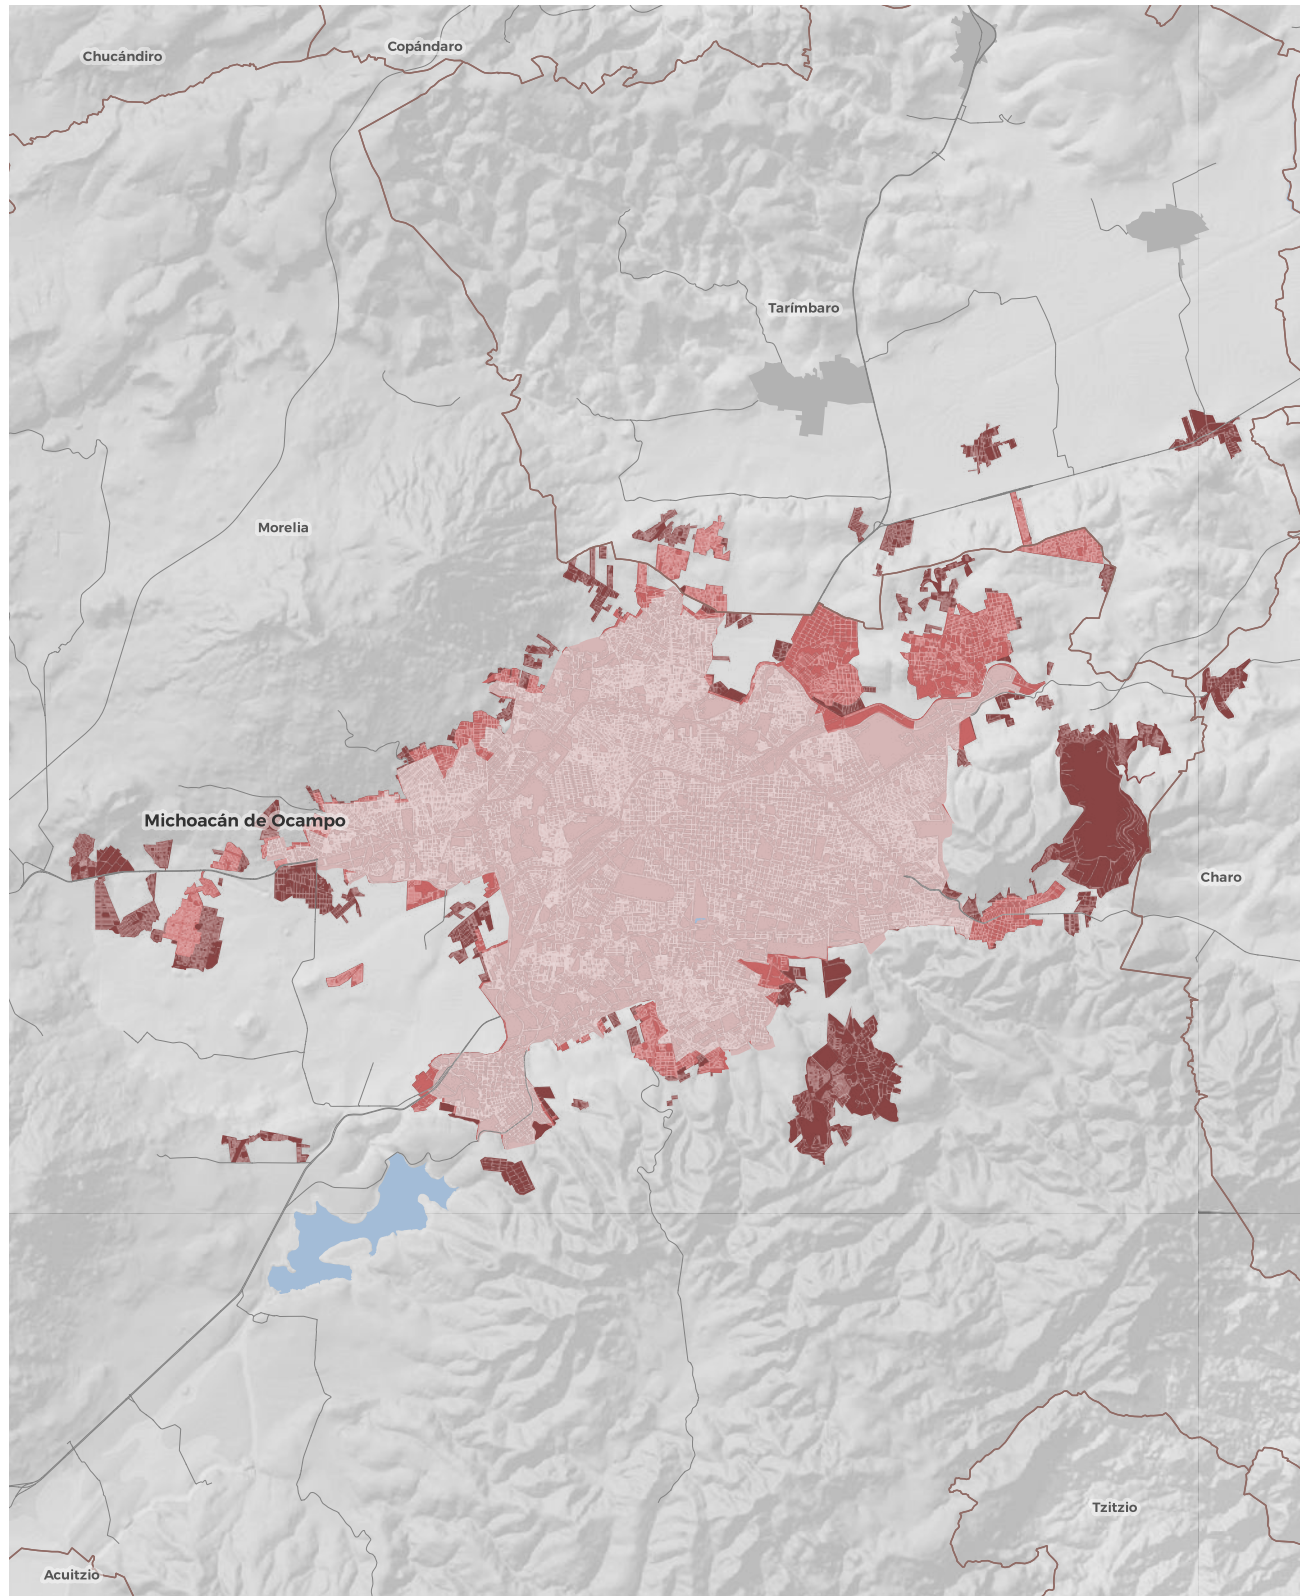 Copándaro
Chucándiro
Tarímbaro
Morelia
Michoacán de Ocampo
Charo
Tzitzio
Acuitzio